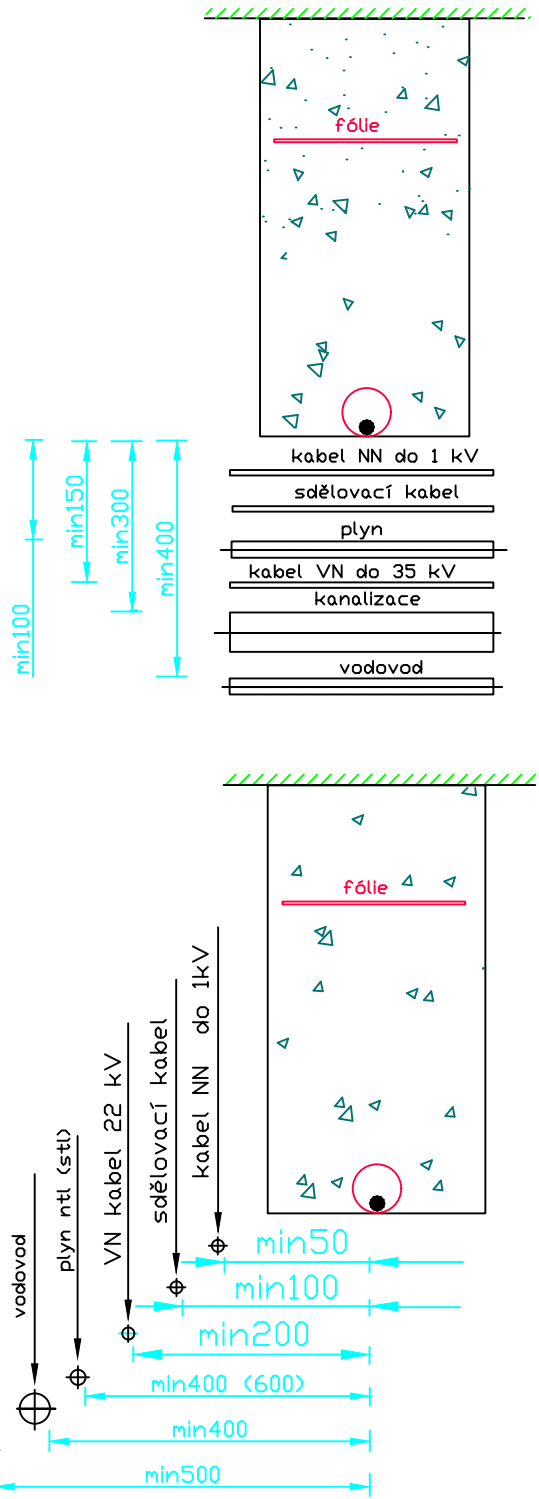 fólie
kabel NN do 1 kV
sdělovací kabel
plyn
kabel VN do 35 kV
kanalizace
vodovod
min100
min150
min300
min400
fólie
vodovod
plyn ntl (stl)
VN kabel 22 kV
sdělovací kabel
kabel NN do 1kV
min50
min100
min200
min400 (600)
min400
min500